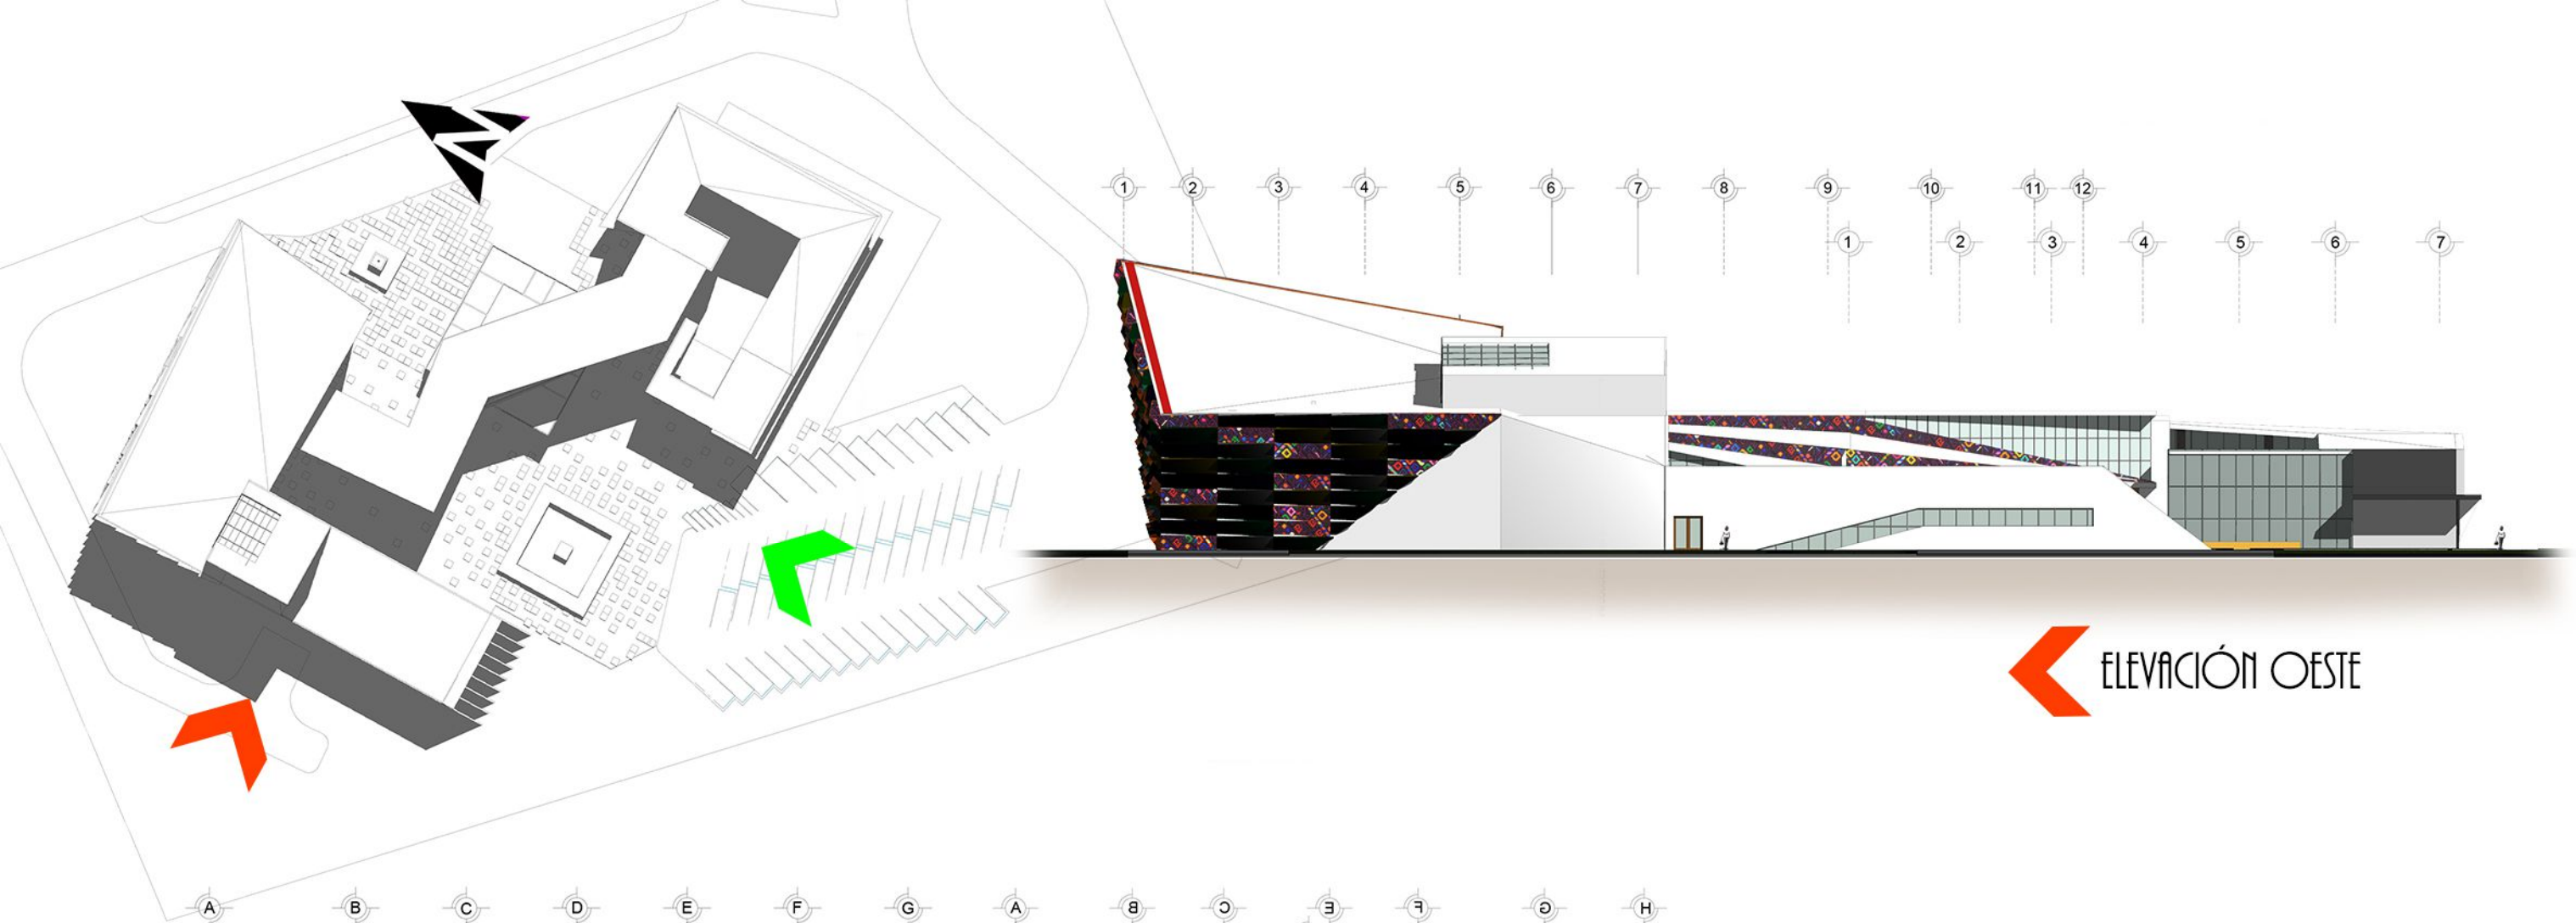 N
1 2 3 4 5 6 7 8 9 10 11 12
1 2 3 4 5 6 7
ELEVACIÓN OESTE
A B C D E F G A B C E F G H